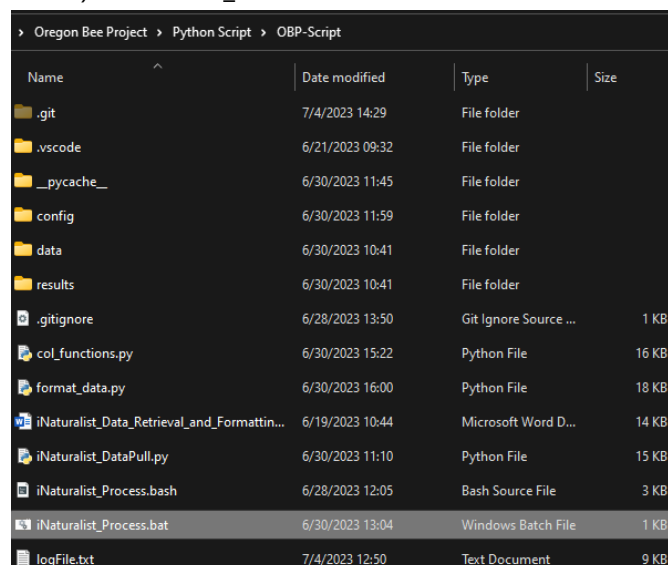 › Oregon Bee Project › Python Script › OBP-Script
Name Date modified Type Size
.git 7/4/2023 14:29 File folder
.vscode 6/21/2023 09:32 File folder
__pycache__ 6/30/2023 11:45 File folder
config 6/30/2023 11:59 File folder
data 6/30/2023 10:41 File folder
results 6/30/2023 10:41 File folder
.gitignore 6/28/2023 13:50 Git Ignore Source ... 1 KB
col_functions.py 6/30/2023 15:22 Python File 16 KB
format_data.py 6/30/2023 16:00 Python File 18 KB
iNaturalist_Data_Retrieval_and_Formattin... 6/19/2023 10:44 Microsoft Word D... 14 KB
iNaturalist_DataPull.py 6/30/2023 11:10 Python File 15 KB
iNaturalist_Process.bash 6/28/2023 12:05 Bash Source File 3 KB
iNaturalist_Process.bat 6/30/2023 13:04 Windows Batch File 1 KB
logFile.txt 7/4/2023 12:50 Text Document 9 KB